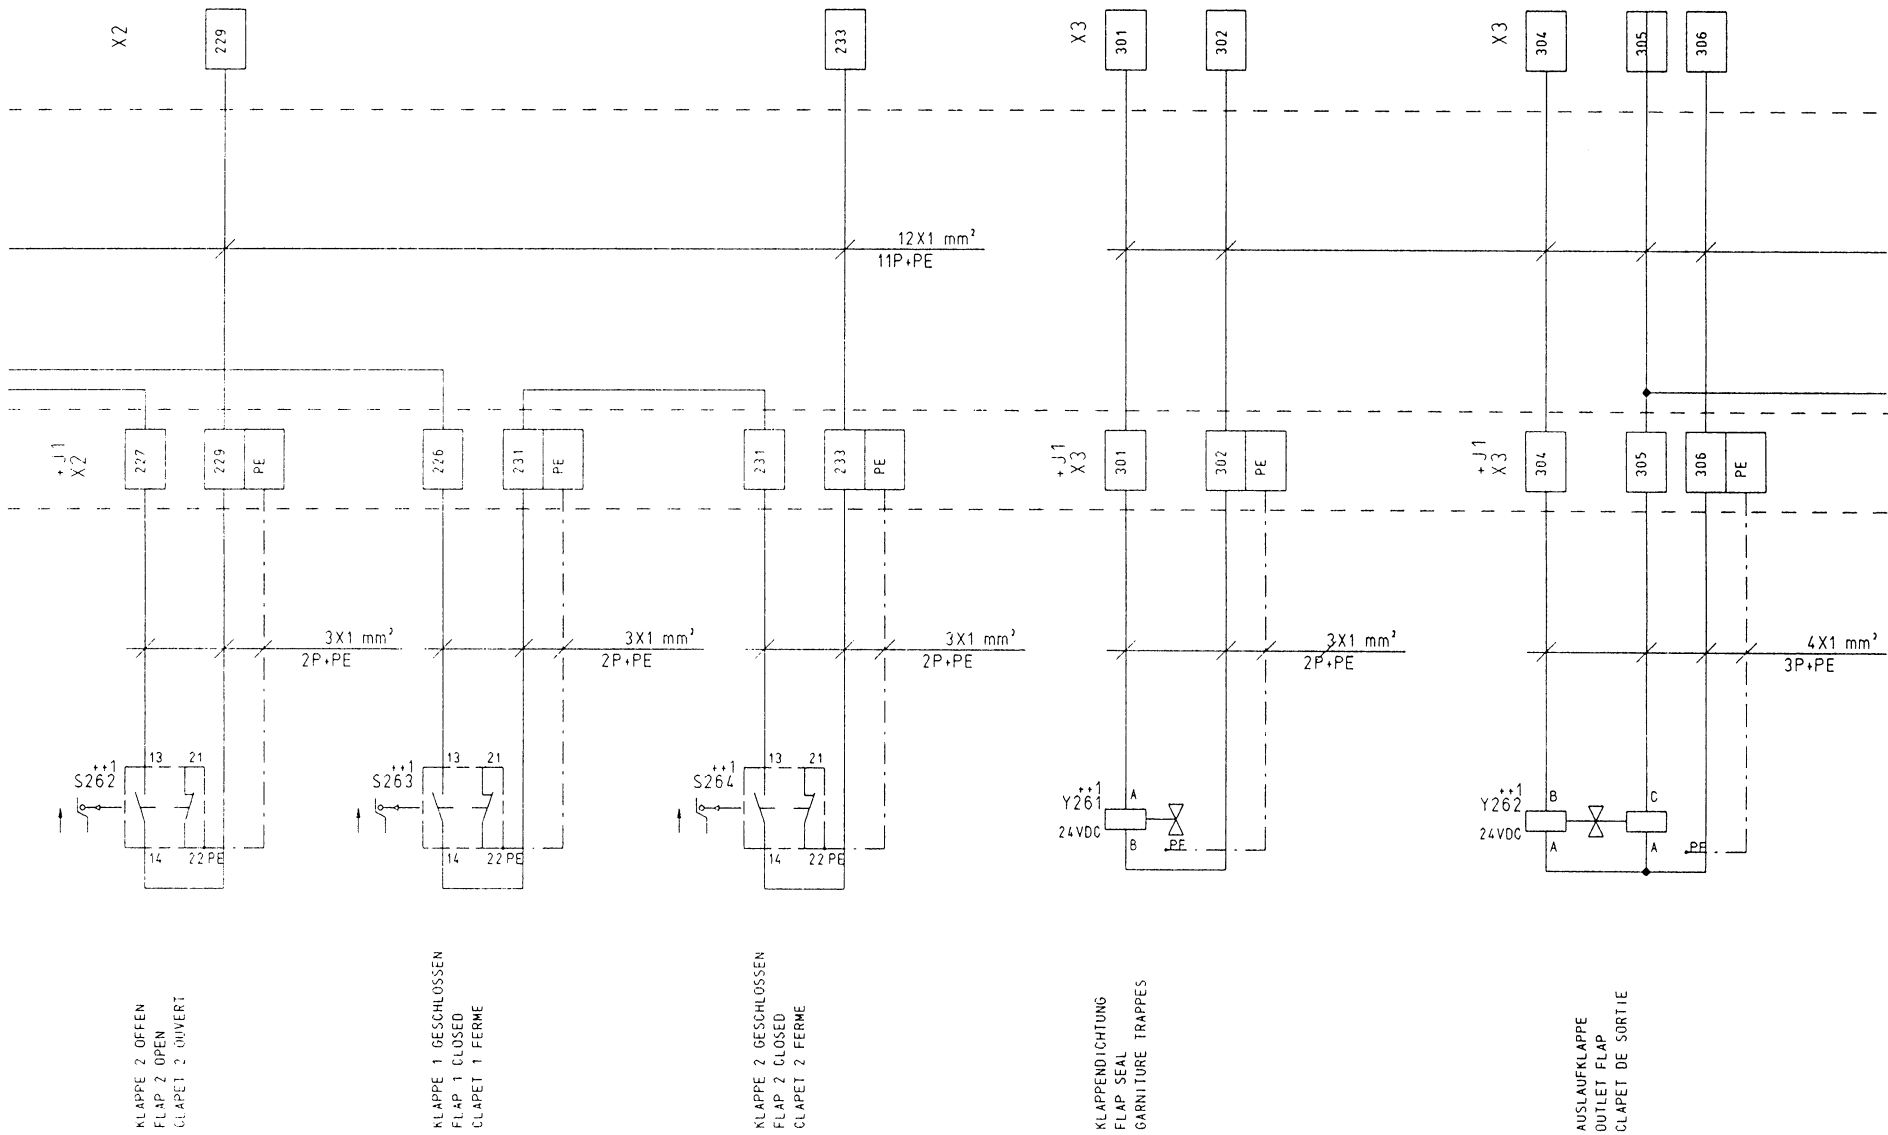 X2
229
233
X3
301
302
X3
304
305
306
12X1 mm²
11P+PE
+J1
X2
227
229
PE
226
231
PE
231
233
PE
+J1
X3
301
302
PE
+J1
X3
304
305
306
PE
3X1 mm²
2P+PE
3X1 mm²
2P+PE
3X1 mm²
2P+PE
3X1 mm²
2P+PE
4X1 mm²
3P+PE
++1
S262
13
21
14
22
PE
++1
S263
13
21
14
22
PE
++1
S264
13
21
14
22
PE
++1
Y261
24VDC
A
B
PE
++1
Y262
24VDC
B
C
A
A
PE
KLAPPE 2 OFFEN
FLAP 2 OPEN
CLAPET 2 OUVERT
KLAPPE 1 GESCHLOSSEN
FLAP 1 CLOSED
CLAPET 1 FERME
KLAPPE 2 GESCHLOSSEN
FLAP 2 CLOSED
CLAPET 2 FERME
KLAPPENDICHTUNG
FLAP SEAL
GARNITURE TRAPPES
AUSLAUFKLAPPE
OUTLET FLAP
CLAPET DE SORTIE